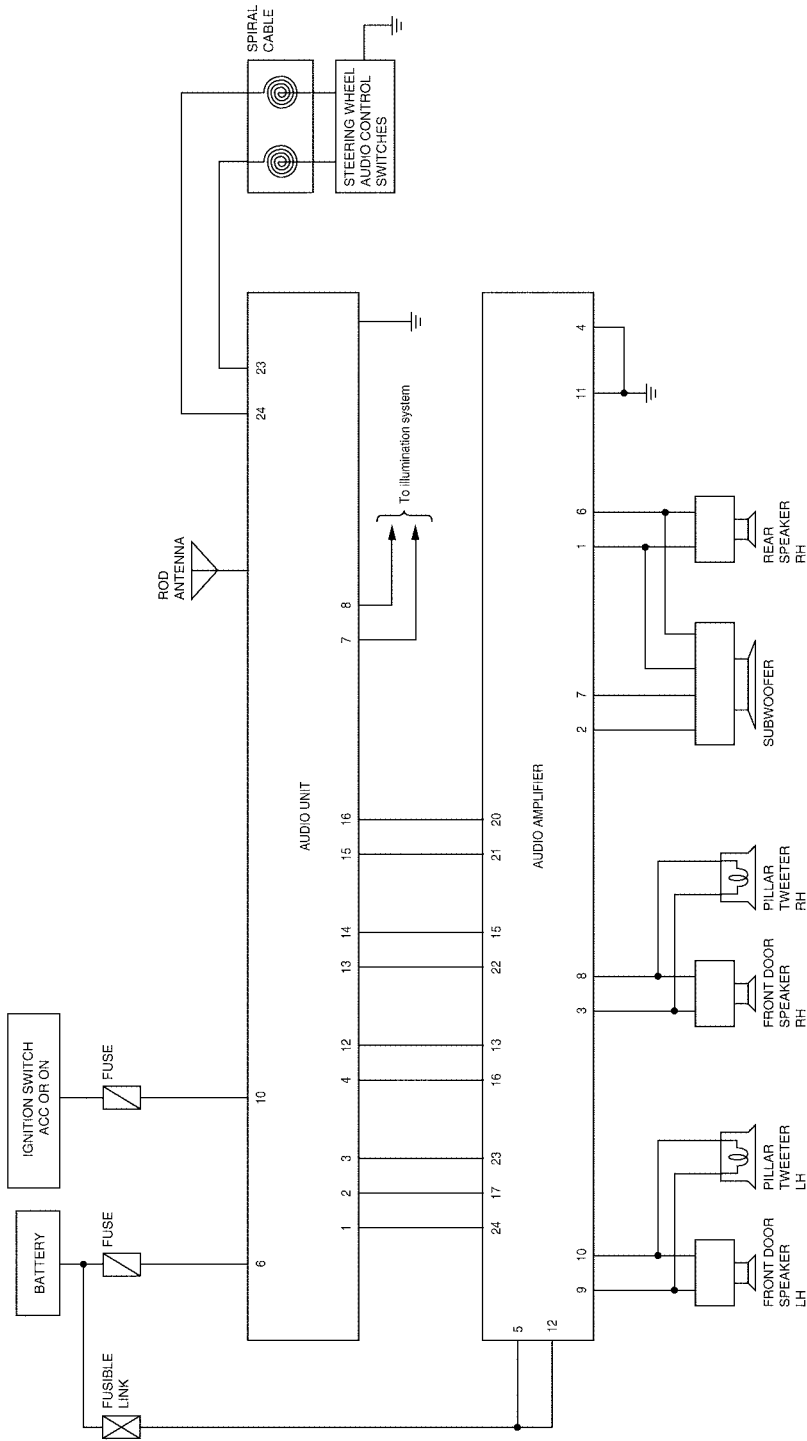 BATTERY
FUSIBLE
LINK
FUSE
IGNITION SWITCH
ACC OR ON
FUSE
ROD
ANTENNA
SPIRAL
CABLE
STEERING WHEEL
AUDIO CONTROL
SWITCHES
6
10
24
23
AUDIO UNIT
1
2
3
4
12
13
14
15
16
7
8
To illumination system
24
17
23
16
13
22
15
21
20
5
12
AUDIO AMPLIFIER
9
10
3
8
2
7
1
6
11
4
FRONT DOOR
SPEAKER
LH
PILLAR
TWEETER
LH
FRONT DOOR
SPEAKER
RH
PILLAR
TWEETER
RH
SUBWOOFER
REAR
SPEAKER
RH